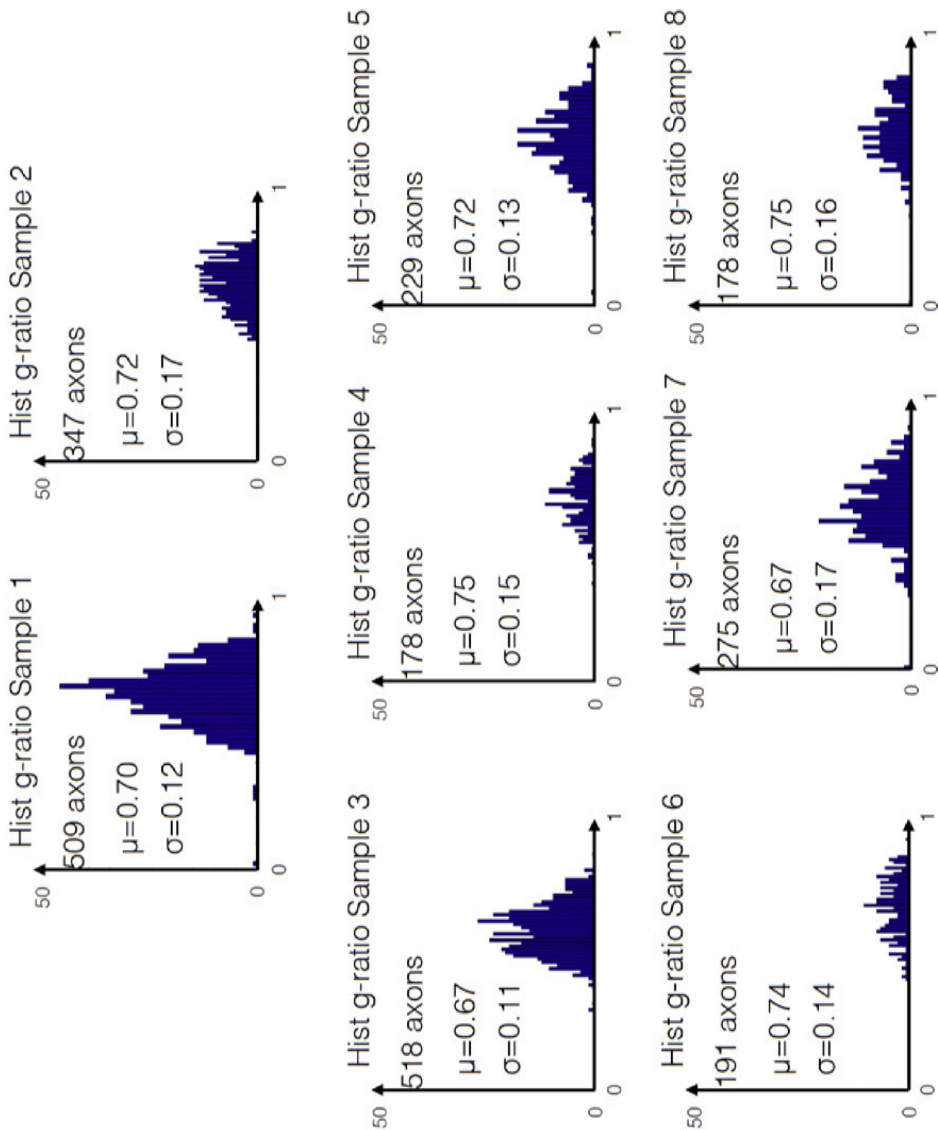 Hist g-ratio Sample 1
50
509 axons
μ=0.70
σ=0.12
0
0
1
Hist g-ratio Sample 2
50
347 axons
μ=0.72
σ=0.17
0
0
1
Hist g-ratio Sample 3
50
518 axons
μ=0.67
σ=0.11
0
0
1
Hist g-ratio Sample 4
50
178 axons
μ=0.75
σ=0.15
0
0
1
Hist g-ratio Sample 5
50
229 axons
μ=0.72
σ=0.13
0
0
1
Hist g-ratio Sample 6
50
191 axons
μ=0.74
σ=0.14
0
0
1
Hist g-ratio Sample 7
50
275 axons
μ=0.67
σ=0.17
0
0
1
Hist g-ratio Sample 8
50
178 axons
μ=0.75
σ=0.16
0
0
1